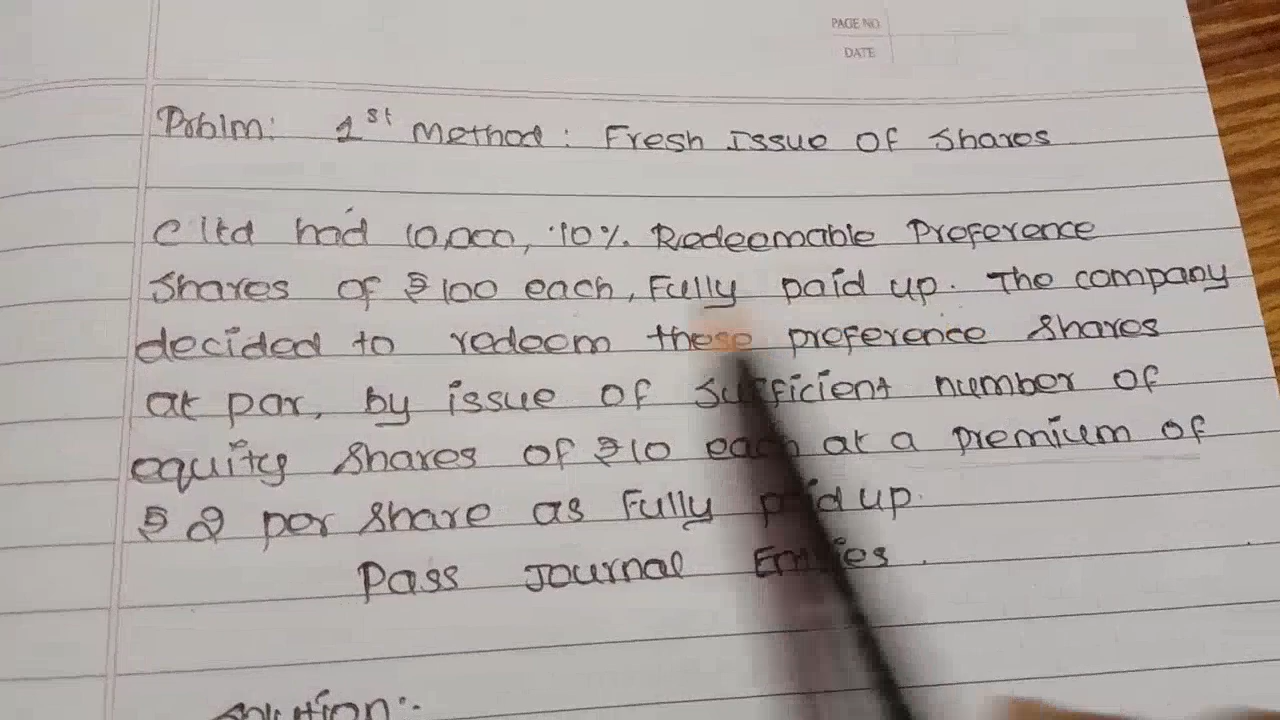 PAGE NO.
DATE
Problm: 1st Method: Fresh Issue Of Shares
C ltd had 10,000, 10% Redeemable Preference
Shares of ₹100 each, Fully paid up. The company
decided to redeem these preference shares
at par, by issue of Sufficient number of
equity shares of ₹10 each at a premium of
₹ 2 per share as Fully paid up.
Pass Journal Entries.
Solution:-